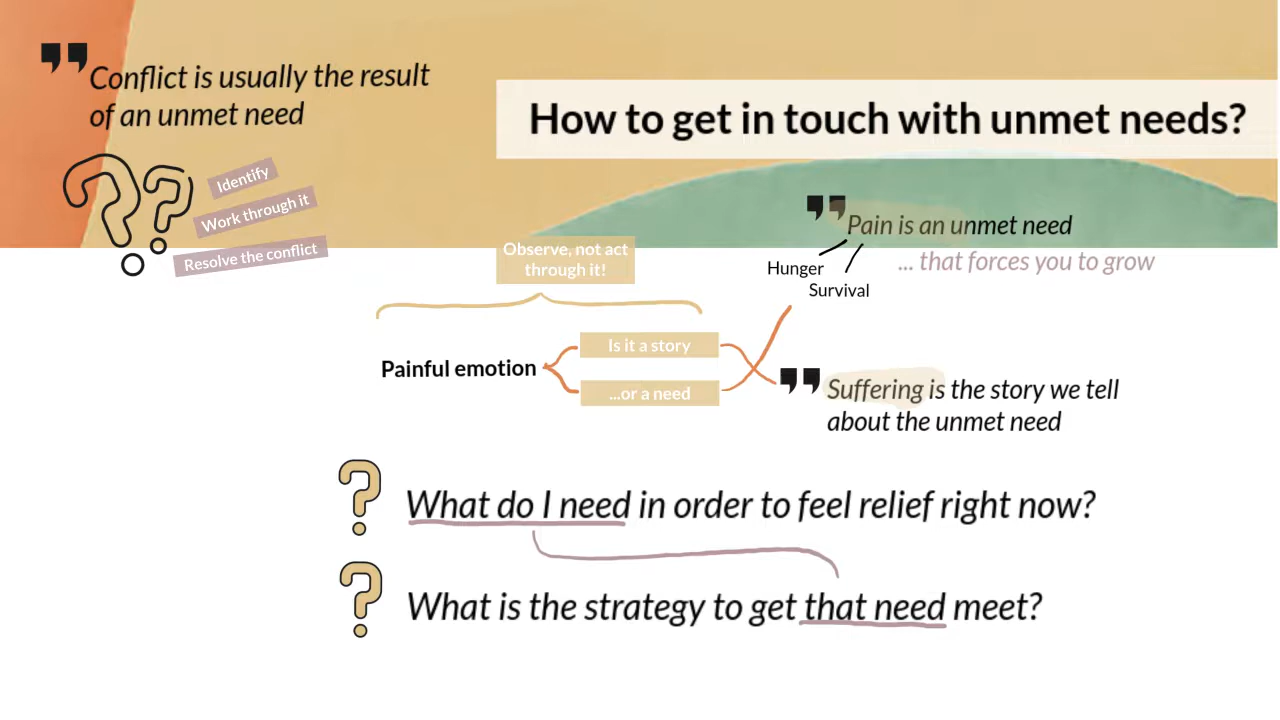 Conflict is usually the result
of an unmet need
How to get in touch with unmet needs?
Identify
Work through it
Resolve the conflict
Pain is an unmet need
... that forces you to grow
Hunger
Survival
Observe, not act
through it!
Painful emotion
Is it a story
...or a need
Suffering is the story we tell
about the unmet need
What do I need in order to feel relief right now?
What is the strategy to get that need meet?